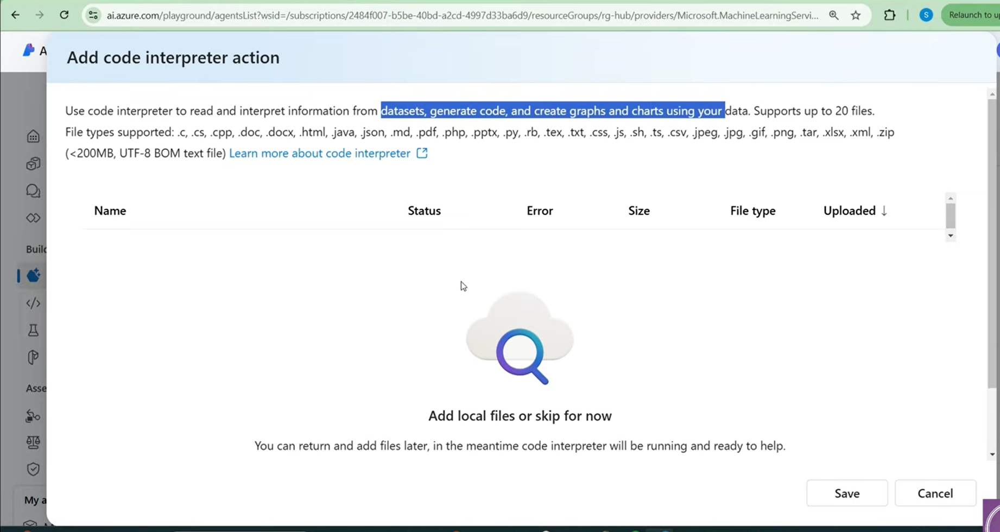 ai.azure.com/playground/agentsList?wsid=/subscriptions/2484f007-b5be-40bd-a2cd-4997d33ba6d9/resourceGroups/rg-hub/providers/Microsoft.MachineLearningServi...
S
Relaunch to up
A
Add code interpreter action
Use code interpreter to read and interpret information from datasets, generate code, and create graphs and charts using your data. Supports up to 20 files.
File types supported: .c, .cs, .cpp, .doc, .docx, .html, .java, .json, .md, .pdf, .php, .pptx, .py, .rb, .tex, .txt, .css, .js, .sh, .ts, .csv, .jpeg, .jpg, .gif, .png, .tar, .xlsx, .xml, .zip
(<200MB, UTF-8 BOM text file) Learn more about code interpreter
Name Status Error Size File type Uploaded ↓
Build
Asse
Add local files or skip for now
You can return and add files later, in the meantime code interpreter will be running and ready to help.
My a
Save Cancel